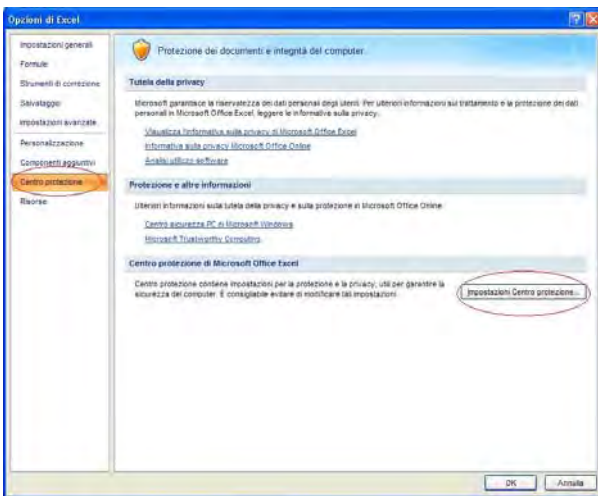 Opzioni di Excel
Impostazioni generali
Formule
Strumenti di correzione
Salvataggio
Impostazioni avanzate
Personalizzazione
Componenti aggiuntivi
Centro protezione
Risorse
Protezione dei documenti e integrità del computer
Tutela della privacy
Microsoft garantisce la riservatezza dei dati personali degli utenti. Per ulteriori informazioni sul trattamento e la protezione dei dati
personali in Microsoft Office Excel, leggere le informative sulla privacy.
Visualizza l'informativa sulla privacy di Microsoft Office Excel
Informativa sulla privacy Microsoft Office Online
Analisi utilizzo software
Protezione e altre informazioni
Ulteriori informazioni sulla tutela della privacy e sulla protezione in Microsoft Office Online.
Centro sicurezza PC di Microsoft Windows
Microsoft Trustworthy Computing
Centro protezione di Microsoft Office Excel
Centro protezione contiene impostazioni per la protezione e la privacy, utili per garantire la
sicurezza del computer. È consigliabile evitare di modificare tali impostazioni.
Impostazioni Centro protezione...
OK
Annulla